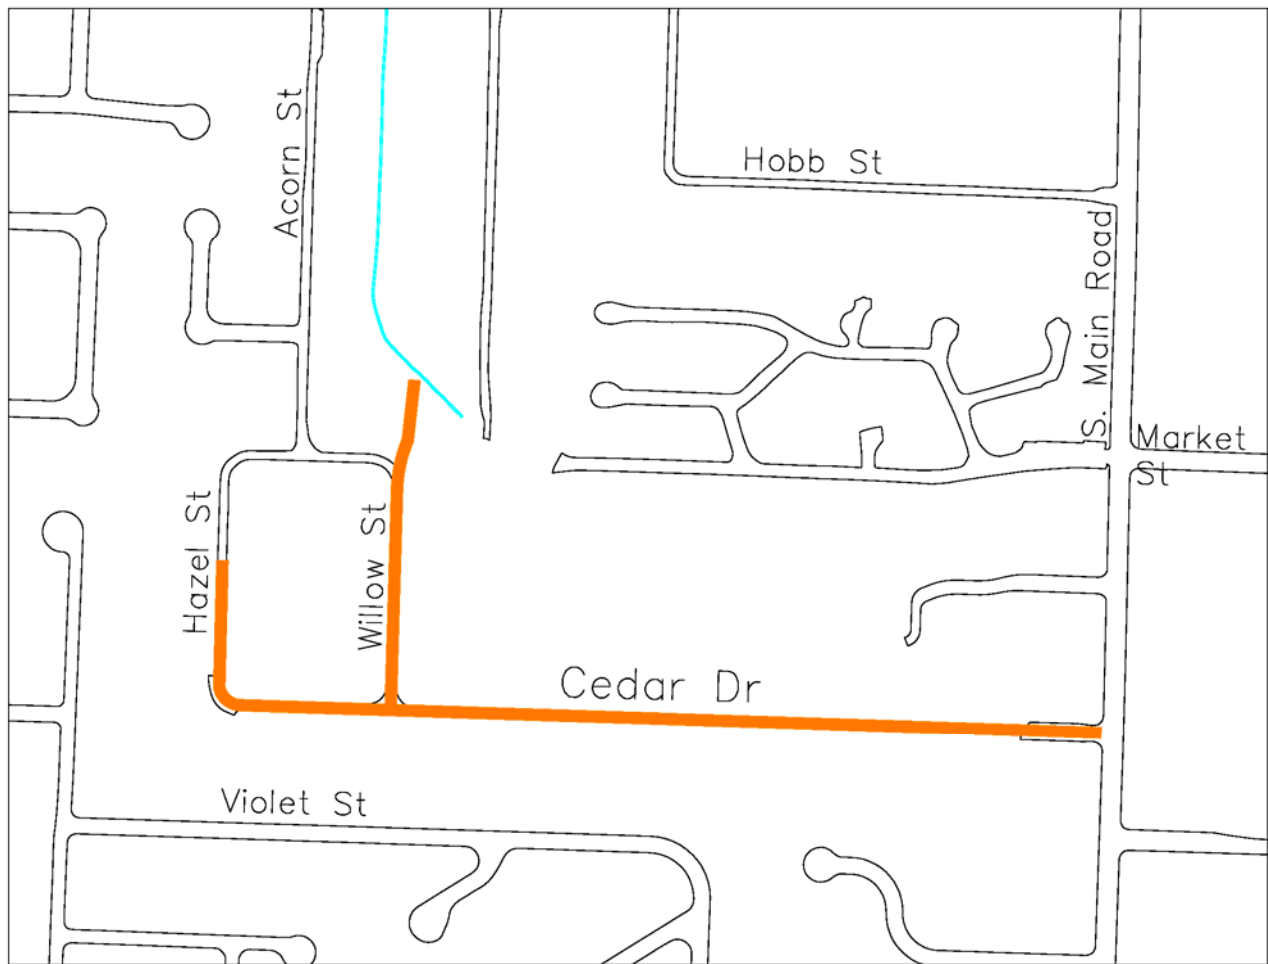 Acorn St
Hobb St
S. Main Road
Market
St
Hazel St
Willow St
Cedar Dr
Violet St